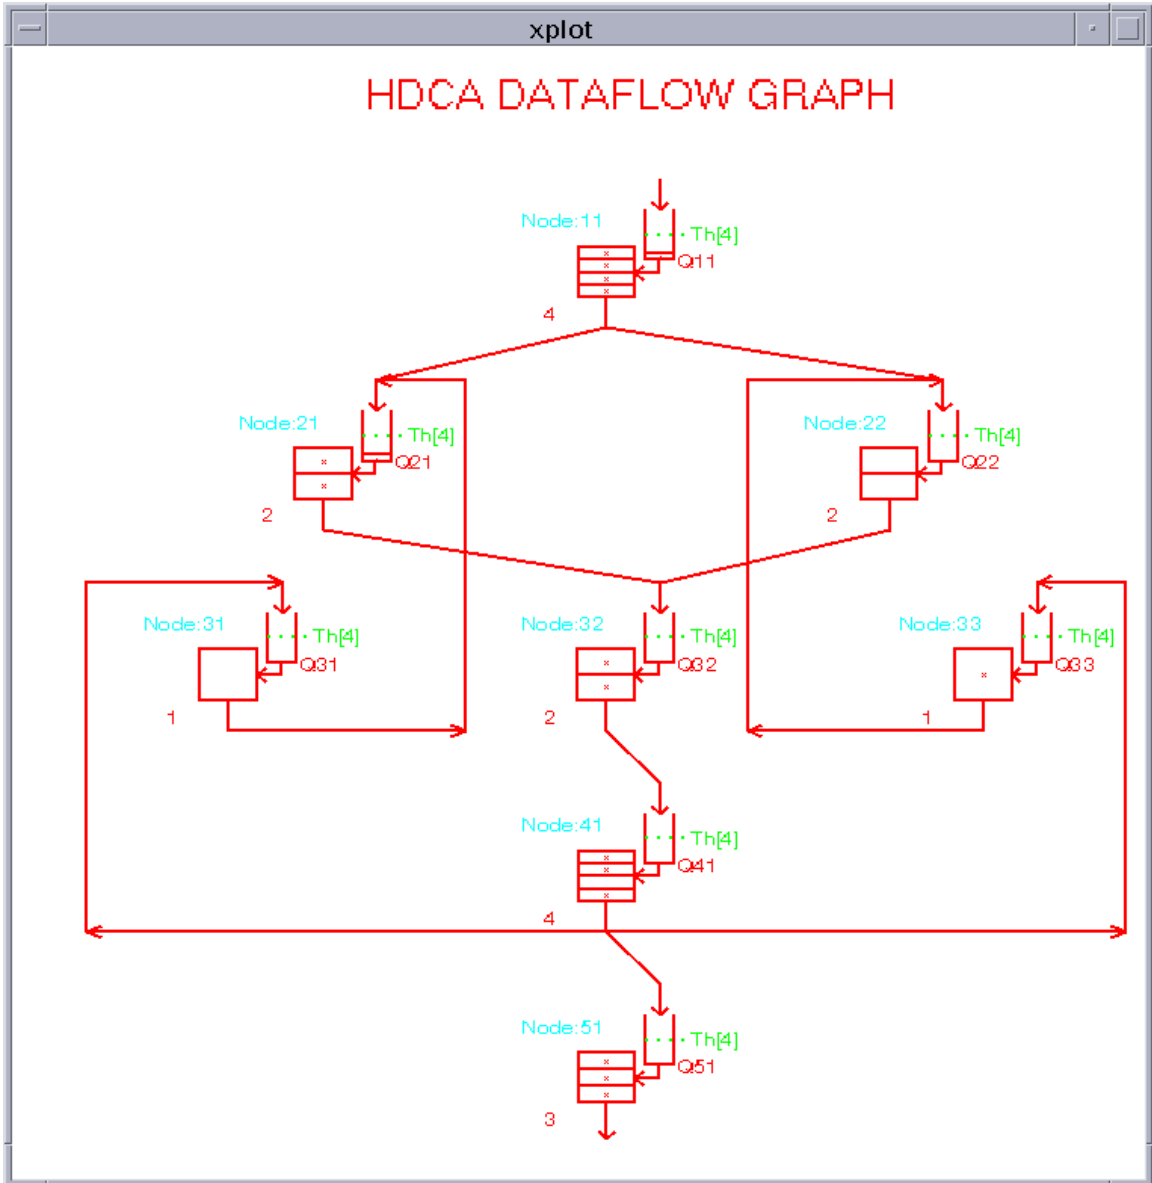 xplot
HDCA DATAFLOW GRAPH
Node:11
Th[4]
Q11
4
Node:21
Th[4]
Q21
2
Node:22
Th[4]
Q22
2
Node:31
Th[4]
Q31
1
Node:32
Th[4]
Q32
2
Node:33
Th[4]
Q33
1
Node:41
Th[4]
Q41
4
Node:51
Th[4]
Q51
3